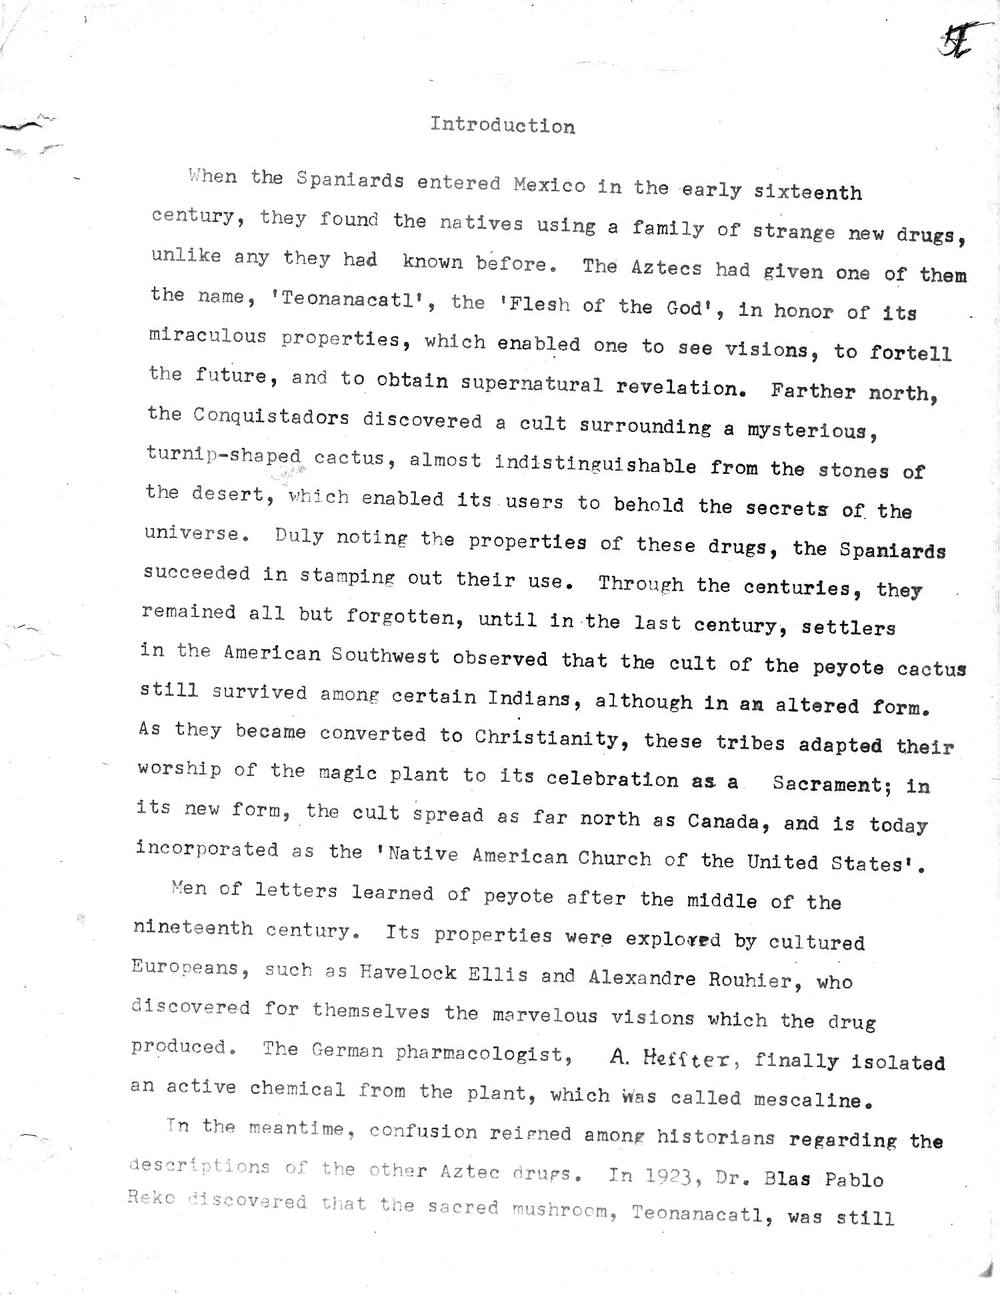 Introduction
When the Spaniards entered Mexico in the early sixteenth
century, they found the natives using a family of strange new drugs,
unlike any they had known before. The Aztecs had given one of them
the name, 'Teonanacatl', the 'Flesh of the God', in honor of its
miraculous properties, which enabled one to see visions, to fortell
the future, and to obtain supernatural revelation. Farther north,
the Conquistadors discovered a cult surrounding a mysterious,
turnip-shaped cactus, almost indistinguishable from the stones of
the desert, which enabled its users to behold the secrets of the
universe. Duly noting the properties of these drugs, the Spaniards
succeeded in stamping out their use. Through the centuries, they
remained all but forgotten, until in the last century, settlers
in the American Southwest observed that the cult of the peyote cactus
still survived among certain Indians, although in an altered form.
As they became converted to Christianity, these tribes adapted their
worship of the magic plant to its celebration as a Sacrament; in
its new form, the cult spread as far north as Canada, and is today
incorporated as the 'Native American Church of the United States'.
Men of letters learned of peyote after the middle of the
nineteenth century. Its properties were explored by cultured
Europeans, such as Havelock Ellis and Alexandre Rouhier, who
discovered for themselves the marvelous visions which the drug
produced. The German pharmacologist, A. Heffter, finally isolated
an active chemical from the plant, which was called mescaline.
In the meantime, confusion reigned among historians regarding the
descriptions of the other Aztec drugs. In 1923, Dr. Blas Pablo
Reko discovered that the sacred mushroom, Teonanacatl, was still